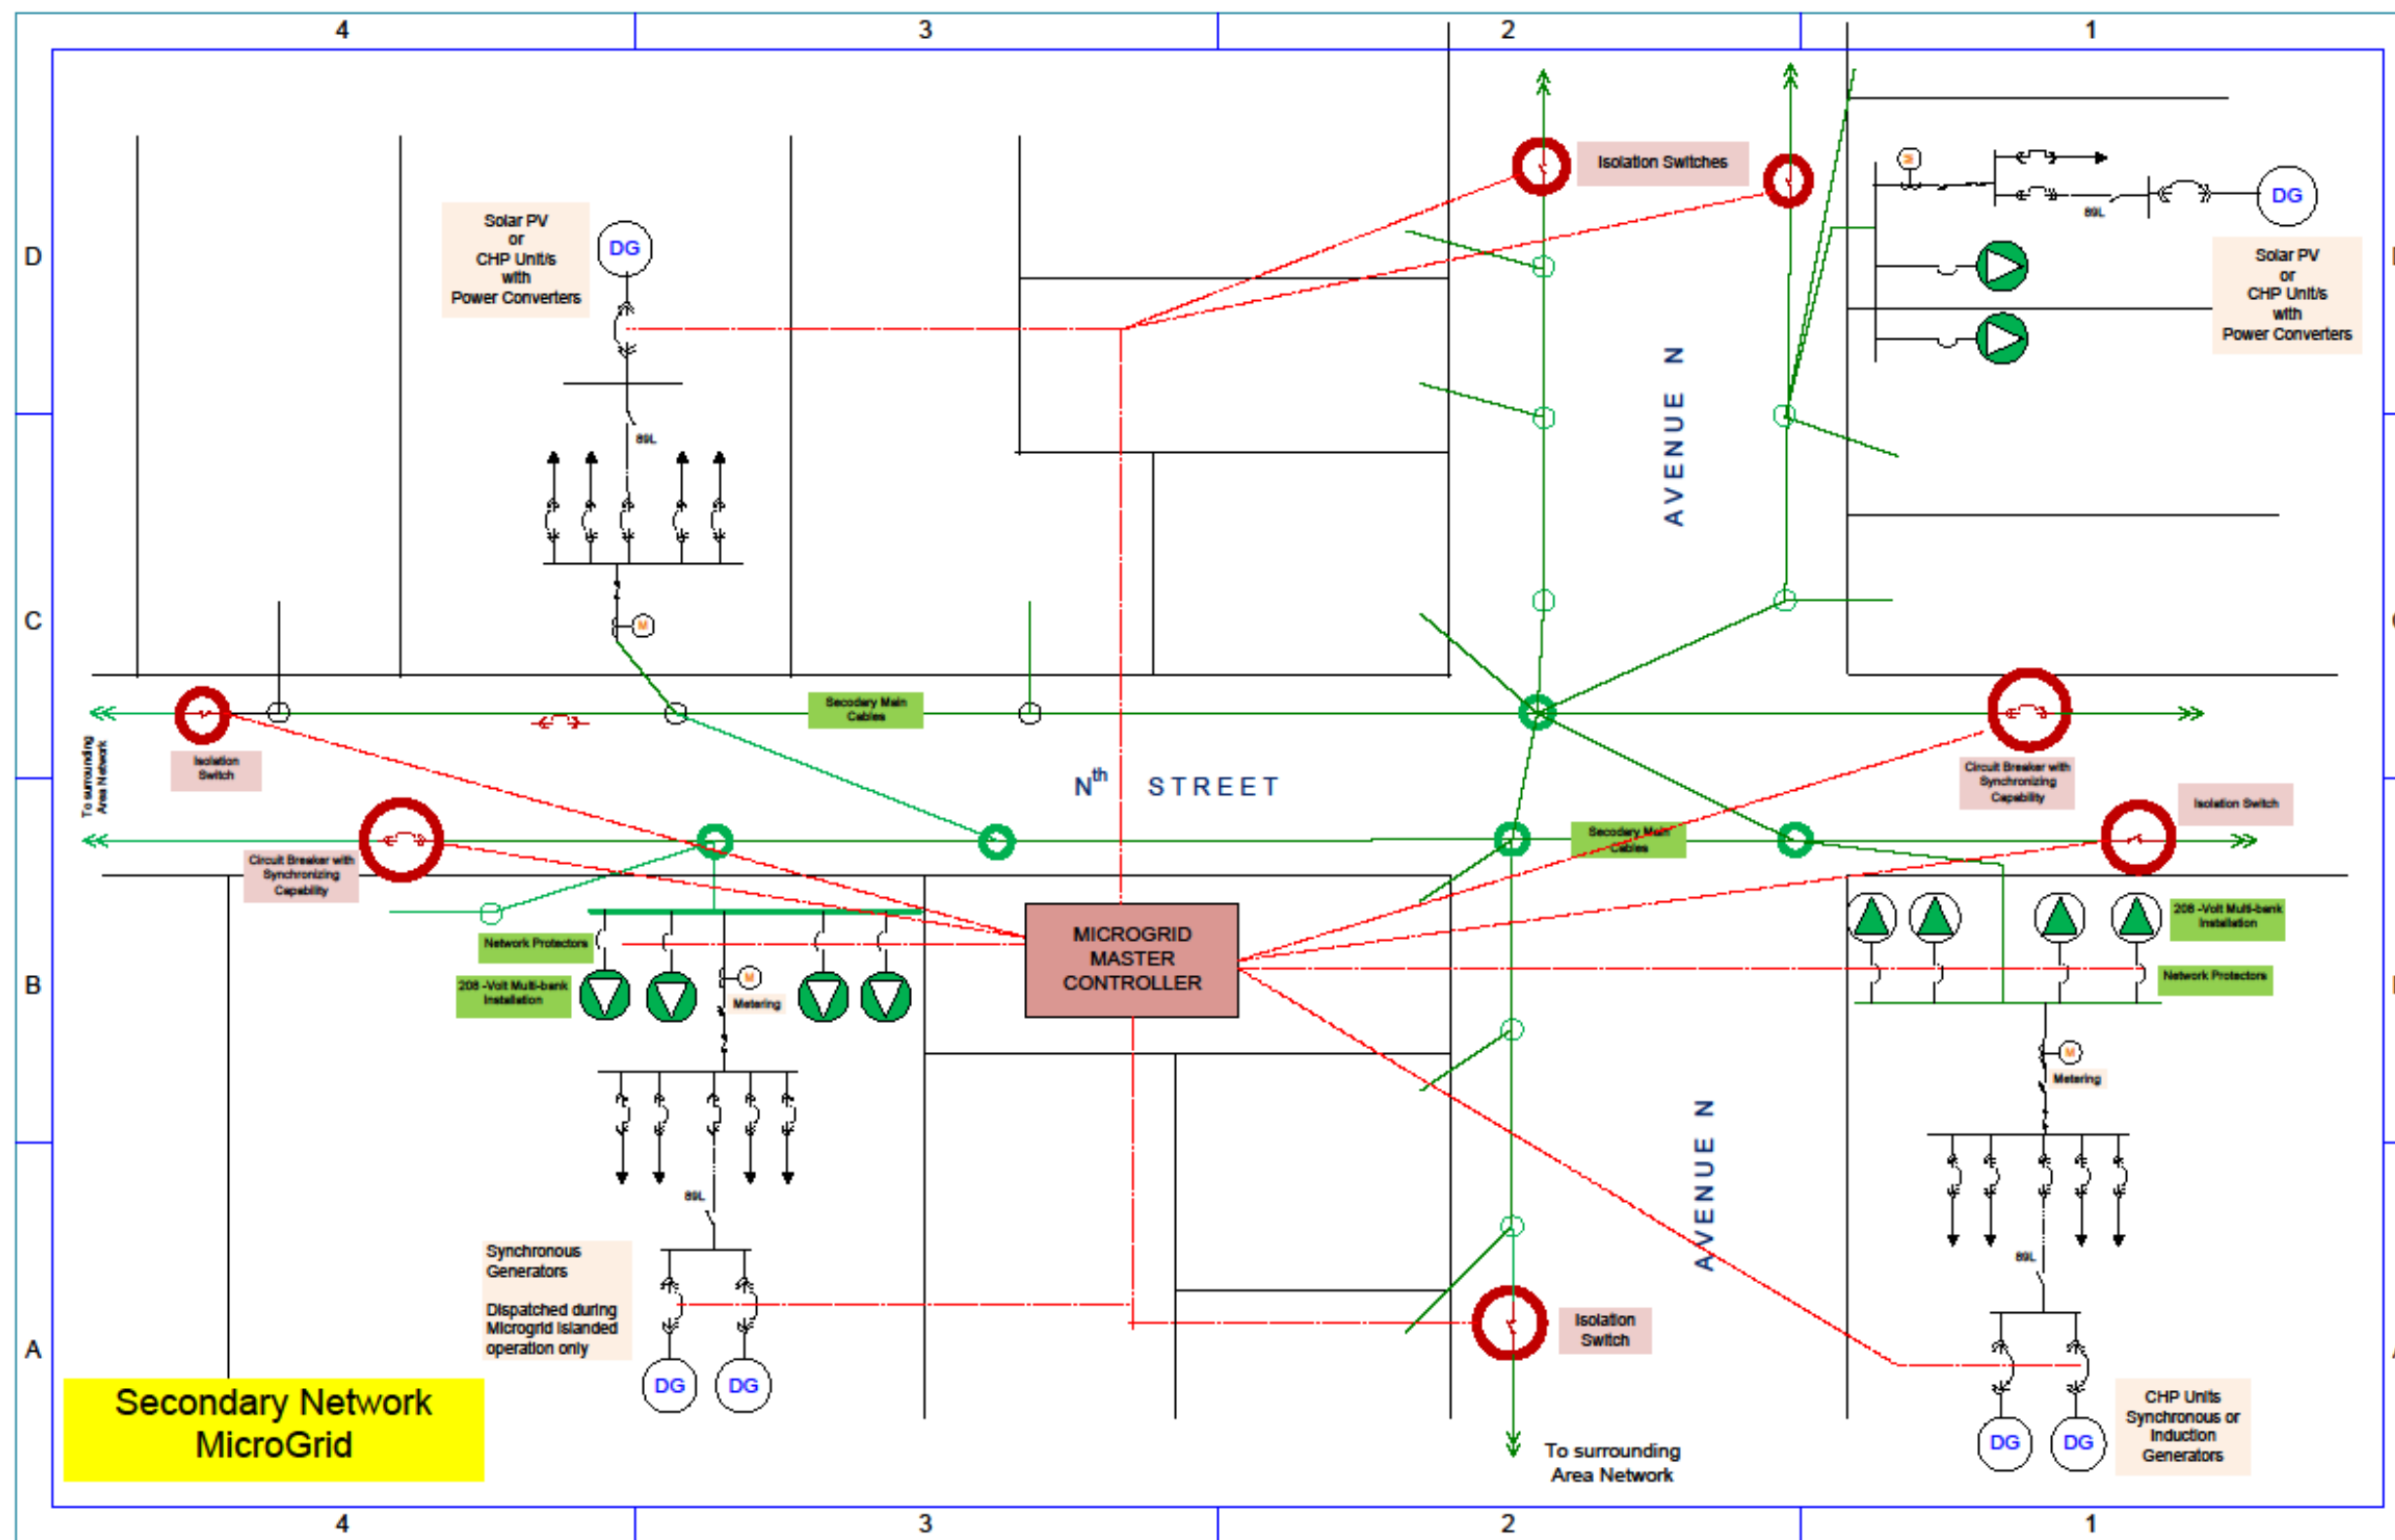 4 3 2 1
D
C
B
A
Solar PV
or
CHP Unit/s
with
Power Converters
DG
89L
M
Isolation Switches
M
89L
DG
Solar PV
or
CHP Unit/s
with
Power Converters
AVENUE N
Secodary Main
Cables
Isolation
Switch
To surrounding
Area Network
Nth STREET
Circuit Breaker with
Synchronizing
Capability
Isolation Switch
Circuit Breaker with
Synchronizing
Capability
Secodary Main
Cables
Network Protectors
208 -Volt Multi-bank
Installation
M
Metering
MICROGRID
MASTER
CONTROLLER
208 -Volt Multi-bank
Installation
Network Protectors
M
Metering
89L
Synchronous
Generators
Dispatched during
Microgrid Islanded
operation only
DG DG
AVENUE N
Isolation
Switch
89L
CHP Units
Synchronous or
Induction
Generators
DG DG
To surrounding
Area Network
Secondary Network
MicroGrid
4 3 2 1